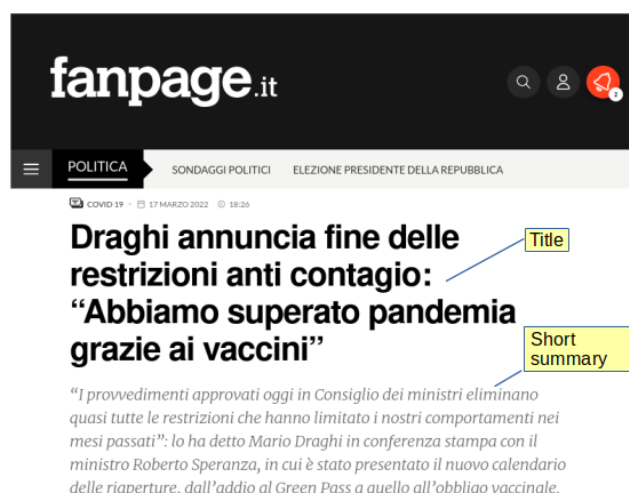 fanpage.it
2
POLITICA SONDAGGI POLITICI ELEZIONE PRESIDENTE DELLA REPUBBLICA
COVID 19 17 MARZO 2022 18:26
Draghi annuncia fine delle
restrizioni anti contagio:
“Abbiamo superato pandemia
grazie ai vaccini”
Title
Short
summary
“I provvedimenti approvati oggi in Consiglio dei ministri eliminano
quasi tutte le restrizioni che hanno limitato i nostri comportamenti nei
mesi passati”: lo ha detto Mario Draghi in conferenza stampa con il
ministro Roberto Speranza, in cui è stato presentato il nuovo calendario
delle riaperture, dall’addio al Green Pass a quello all’obbligo vaccinale.